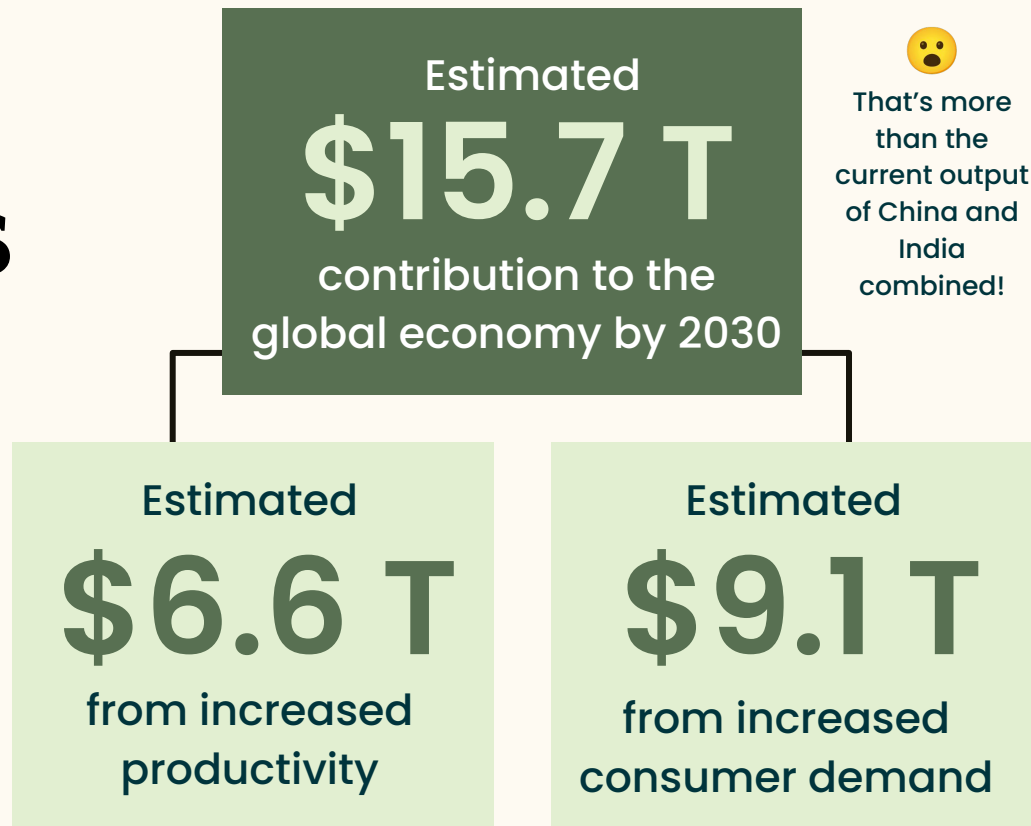 Estimated
$15.7 T
contribution to the
global economy by 2030
That’s more
than the
current output
of China and
India
combined!
s
Estimated
$6.6 T
from increased
productivity
Estimated
$9.1 T
from increased
consumer demand